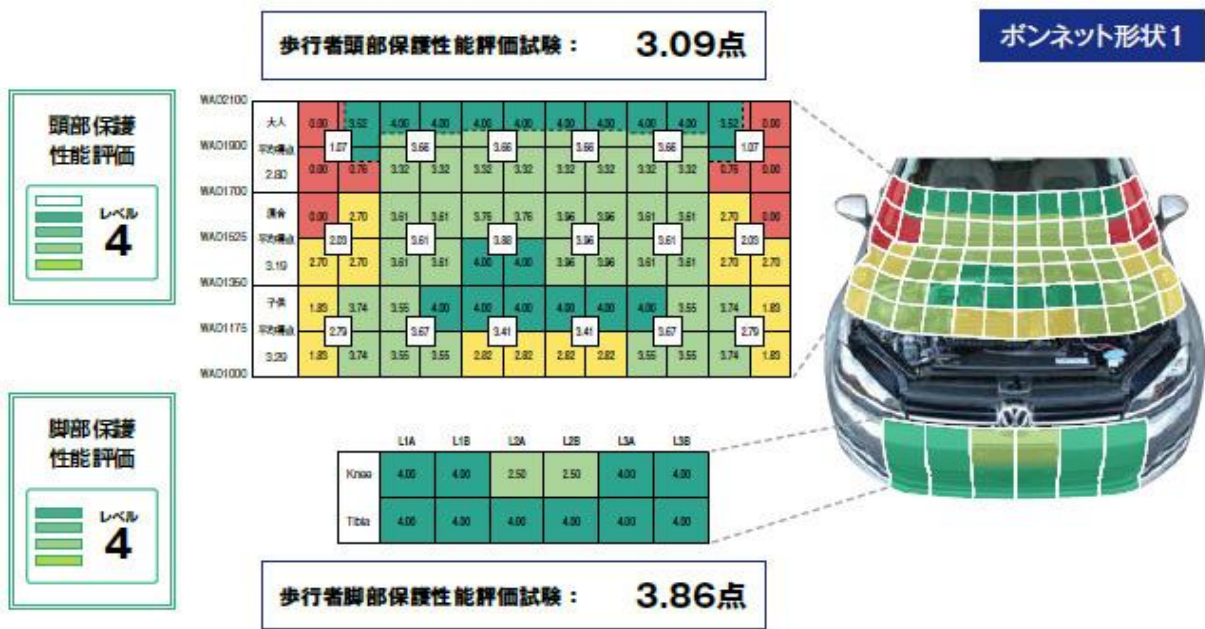 歩行者頭部保護性能評価試験： 3.09点
ボンネット形状1
頭部保護
性能評価
レベル
4
WAD2100
大人 0.00 3.52 4.00 4.00 4.00 4.00 4.00 4.00 4.00 4.00 3.52 0.00
WAD1900
平均得点 1.07 3.66 3.66 3.66 3.66 1.07
2.80 0.00 0.76 3.32 3.32 3.32 3.32 3.32 3.32 3.32 3.32 0.76 0.00
WAD1700
混合 0.00 2.70 3.61 3.61 3.76 3.76 3.96 3.96 3.61 3.61 2.70 0.00
WAD1525
平均得点 2.03 3.61 3.88 3.96 3.61 2.03
3.19 2.70 2.70 3.61 3.61 4.00 4.00 3.96 3.96 3.61 3.61 2.70 2.70
WAD1350
子供 1.83 3.74 3.55 4.00 4.00 4.00 4.00 4.00 4.00 3.55 3.74 1.83
WAD1175
平均得点 2.79 3.67 3.41 3.41 3.67 2.79
3.29 1.83 3.74 3.55 3.55 2.82 2.82 2.82 2.82 3.55 3.55 3.74 1.83
WAD1000
脚部保護
性能評価
レベル
4
L1A L1B L2A L2B L3A L3B
Knee 4.00 4.00 2.50 2.50 4.00 4.00
Tibia 4.00 4.00 4.00 4.00 4.00 4.00
歩行者脚部保護性能評価試験： 3.86点